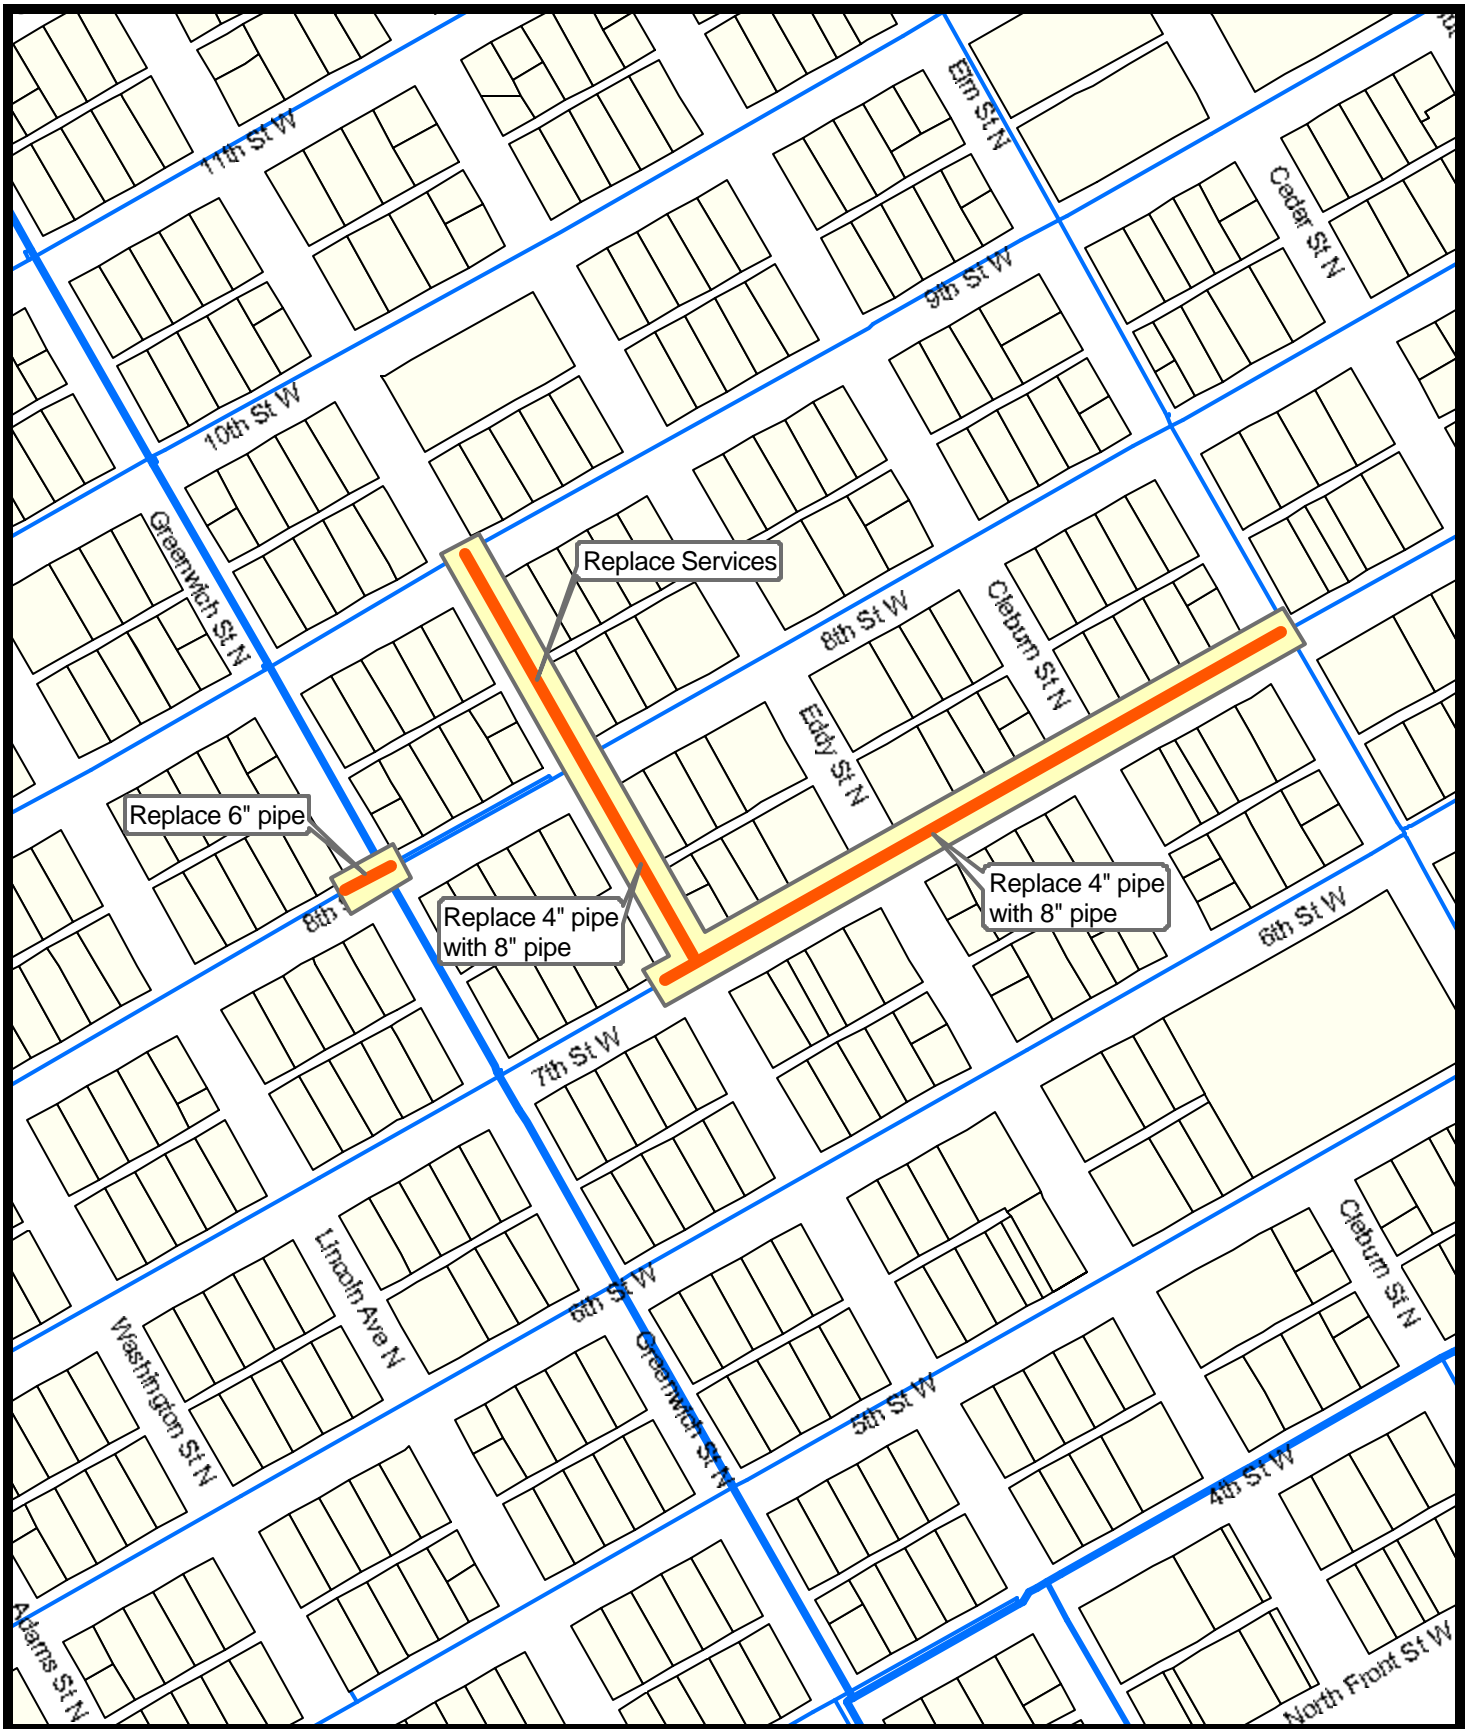 Elm St N
11th St W
Cedar St N
9th St W
10th St W
Greenwich St N
Replace Services
8th St W
Cleburn St N
Eddy St N
Replace 6" pipe
8th
Replace 4" pipe
with 8" pipe
Replace 4" pipe
with 8" pipe
6th St W
7th St W
Lincoln Ave N
Cleburn St N
6th St W
Washington St N
Greenwich St N
5th St W
4th St W
Adams St N
North Front St W